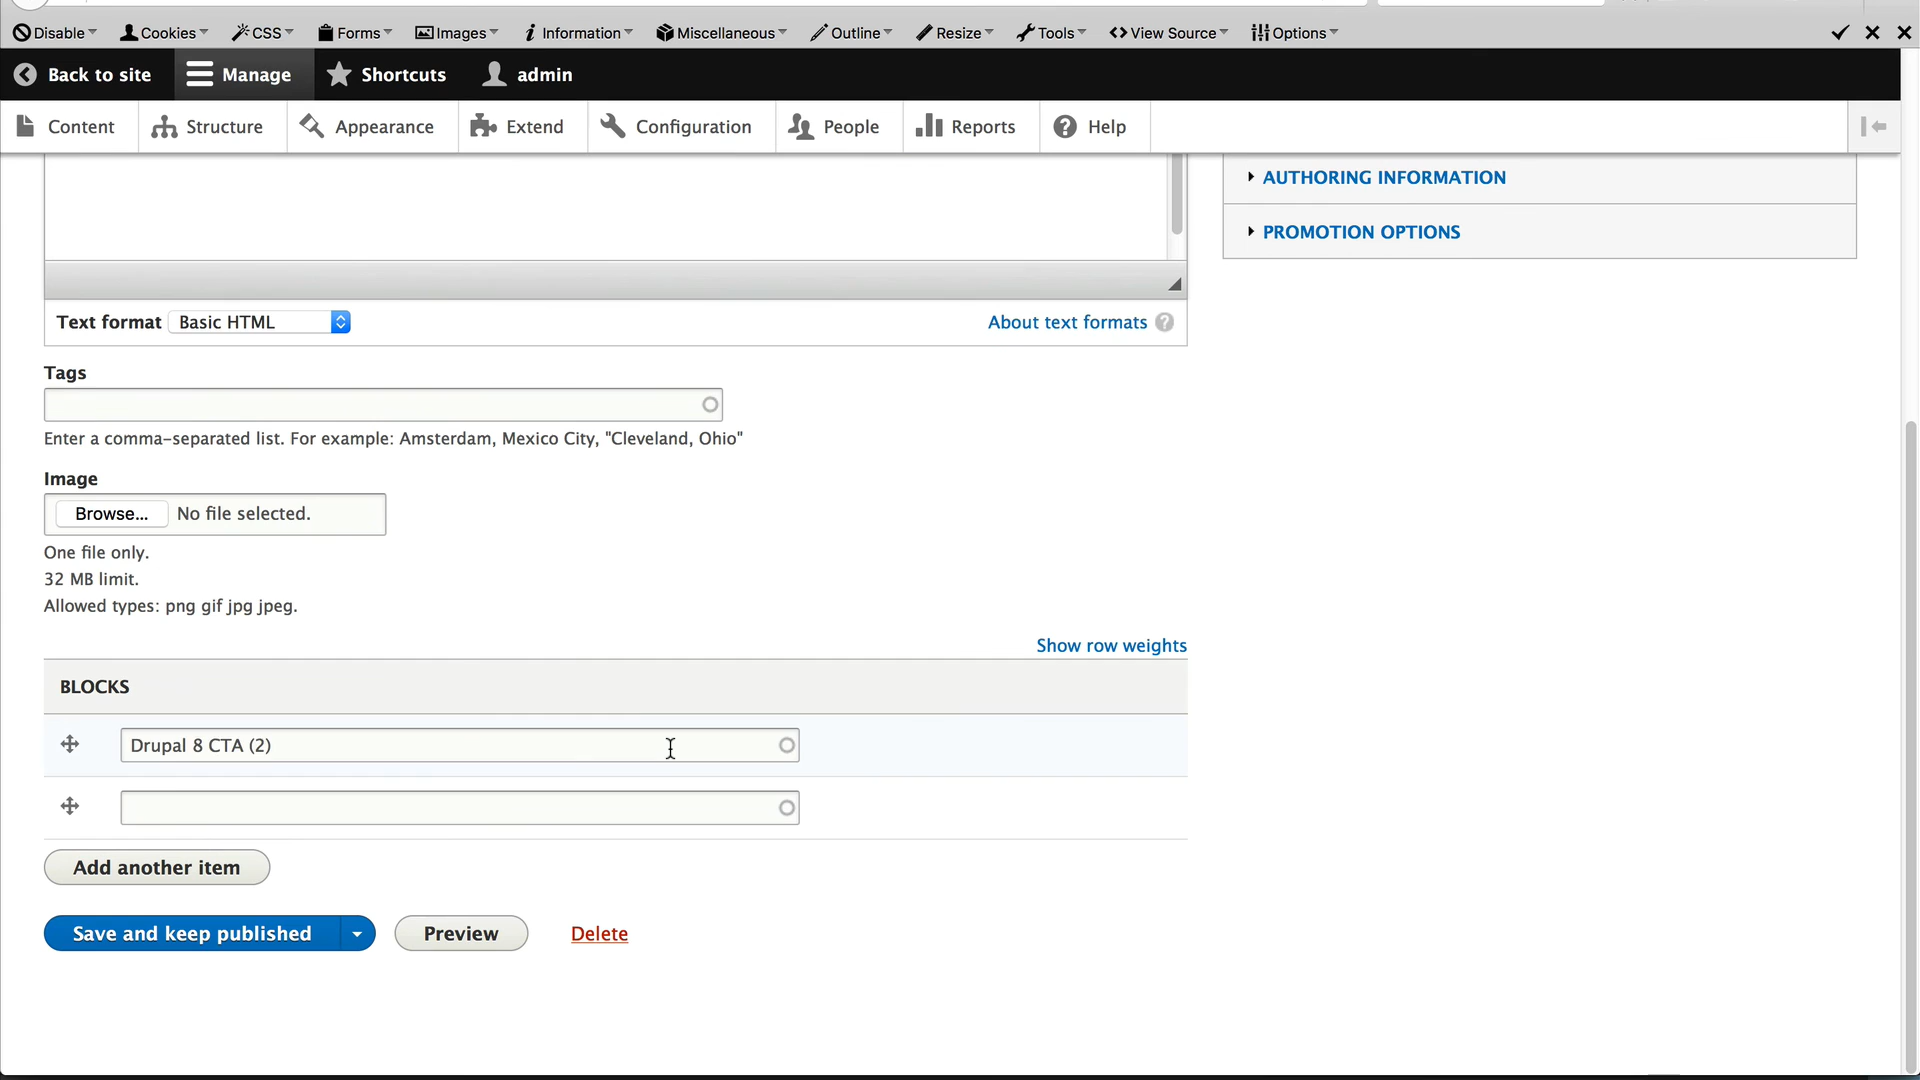 Disable Cookies CSS Forms Images Information Miscellaneous Outline Resize Tools View Source Options
Back to site Manage Shortcuts admin
Content Structure Appearance Extend Configuration People Reports Help
AUTHORING INFORMATION
PROMOTION OPTIONS
Text format Basic HTML About text formats ?
Tags
Enter a comma-separated list. For example: Amsterdam, Mexico City, "Cleveland, Ohio"
Image
Browse... No file selected.
One file only.
32 MB limit.
Allowed types: png gif jpg jpeg.
Show row weights
BLOCKS
Drupal 8 CTA (2)
Add another item
Save and keep published Preview Delete